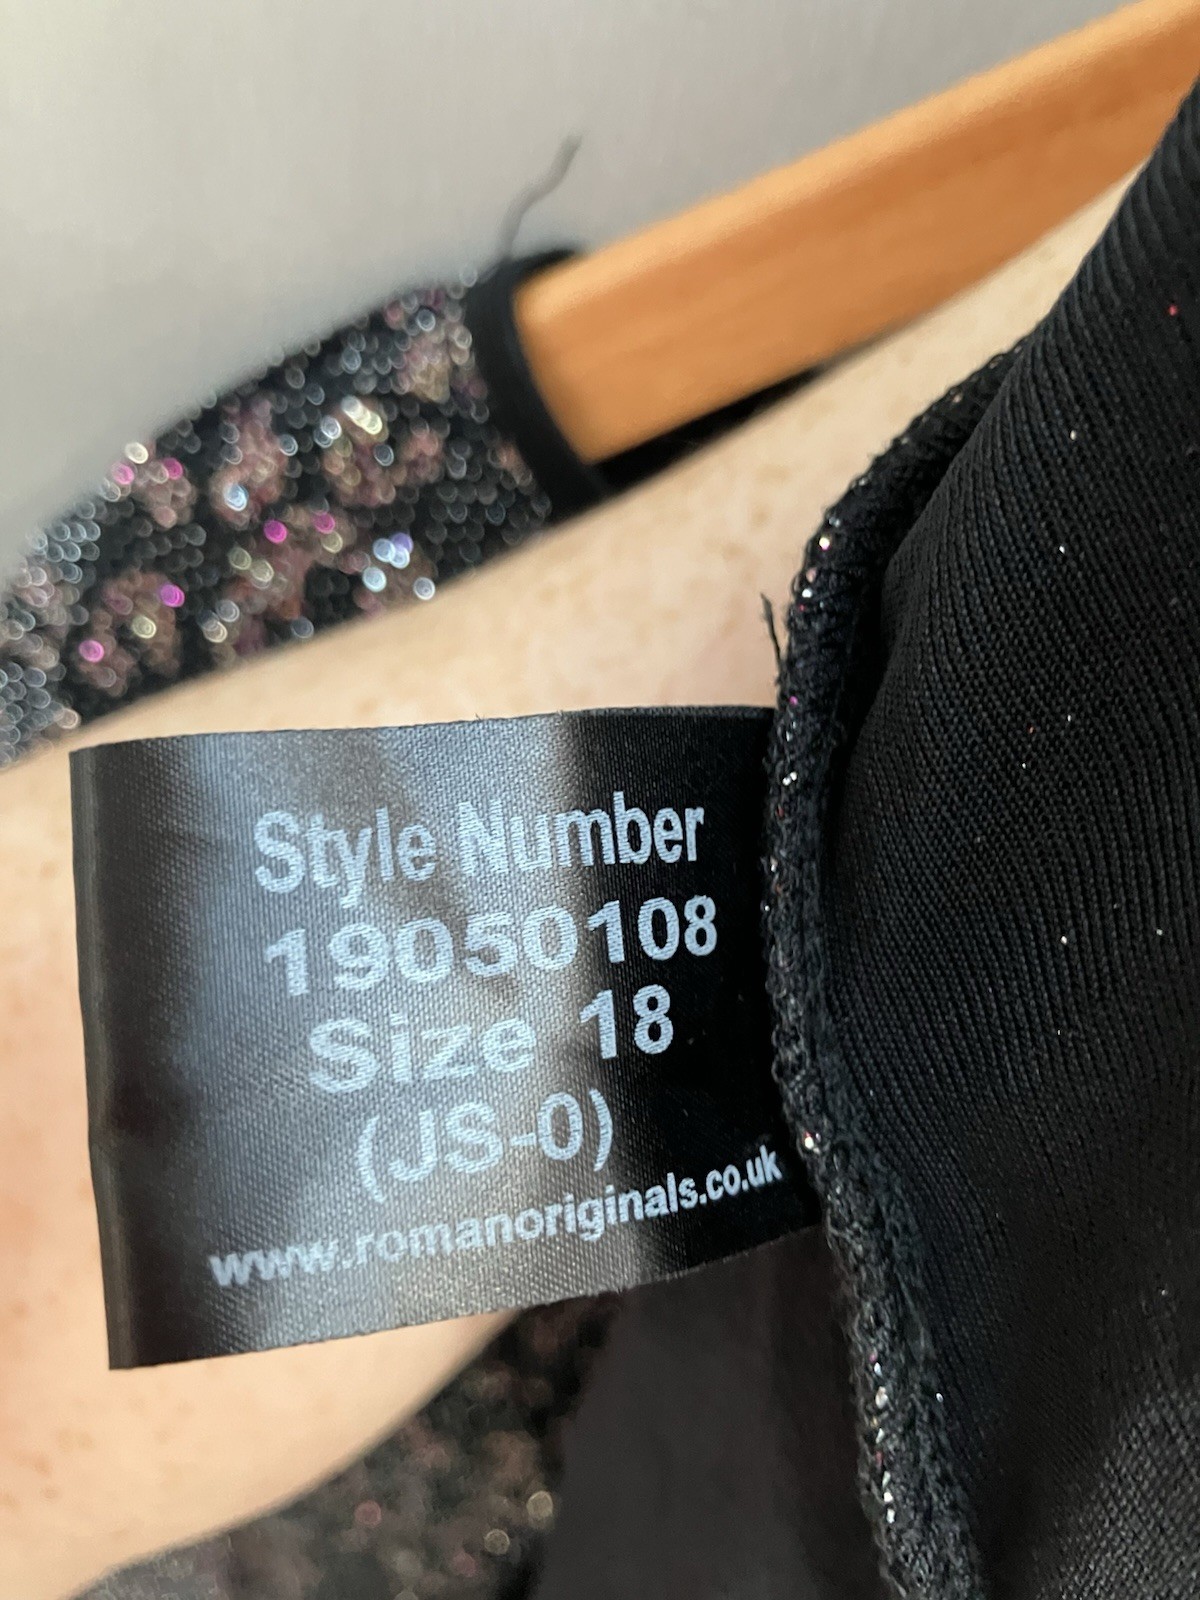 Style Number
19050108
Size 18
(JS-0)
www.romanoriginals.co.uk